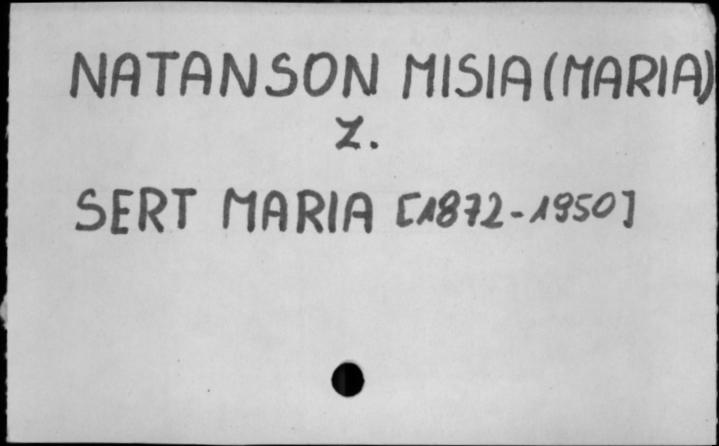 NATANSON MISIA (MARIA)
Z.
SERT MARIA [1872-1950]